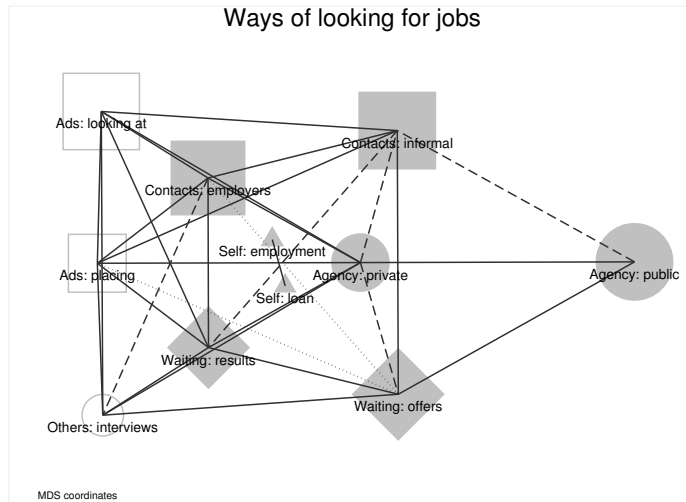 Ways of looking for jobs
Ads: looking at
Contacts: informal
Contacts: employers
Self: employment
Ads: placing
Agency: private
Agency: public
Self: loan
Waiting: results
Waiting: offers
Others: interviews
MDS coordinates